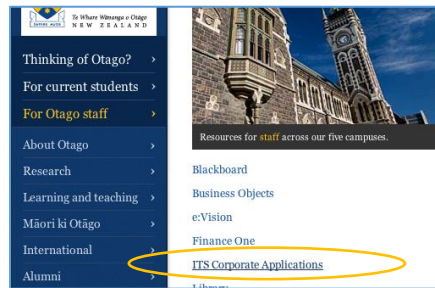 Te Whare Wānanga o Otāgo
NEW ZEALAND
Thinking of Otago? ›
For current students ›
For Otago staff ›
About Otago ›
Research ›
Learning and teaching ›
Māori ki Otāgo ›
International ›
Alumni ›
Resources for staff across our five campuses.
Blackboard
Business Objects
e:Vision
Finance One
ITS Corporate Applications
Library